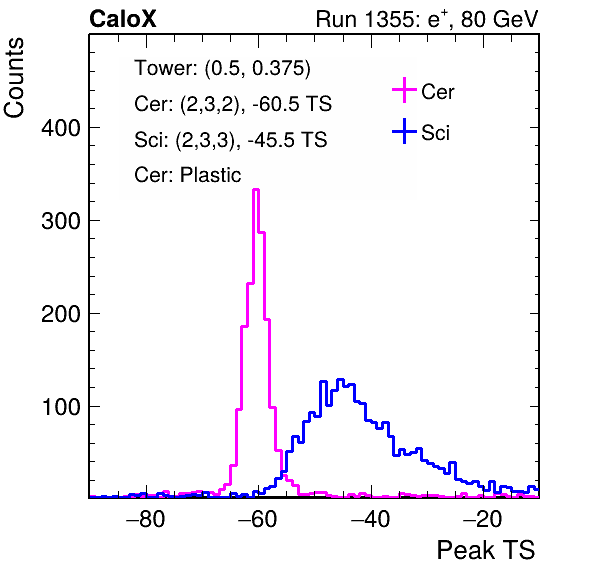 CaloX Run 1355: e⁺, 80 GeV
Counts
Tower: (0.5, 0.375)
Cer: (2,3,2), -60.5 TS
Sci: (2,3,3), -45.5 TS
Cer: Plastic
Cer
Sci
400
300
200
100
−80 −60 −40 −20
Peak TS